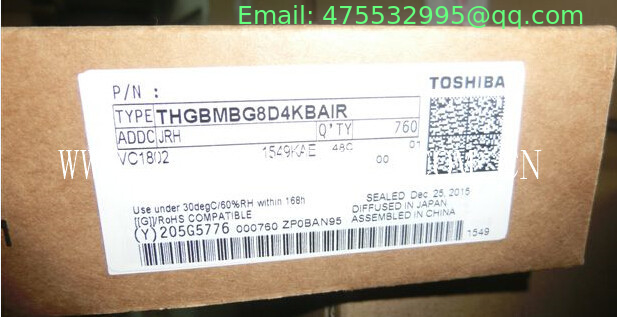 Email: 475532995@qq.com
P/N :
TOSHIBA
TYPE THGBMBG8D4KBAIR
ADDC JRH Q'TY 760
VC1802 1549KAE 48C 00 01
Use under 30degC/60%RH within 168h
SEALED Dec 25, 2015
[[G]]/RoHS COMPATIBLE
DIFFUSED IN JAPAN
(Y)205G5776 000760 ZP0BAN95
ASSEMBLED IN CHINA
1549